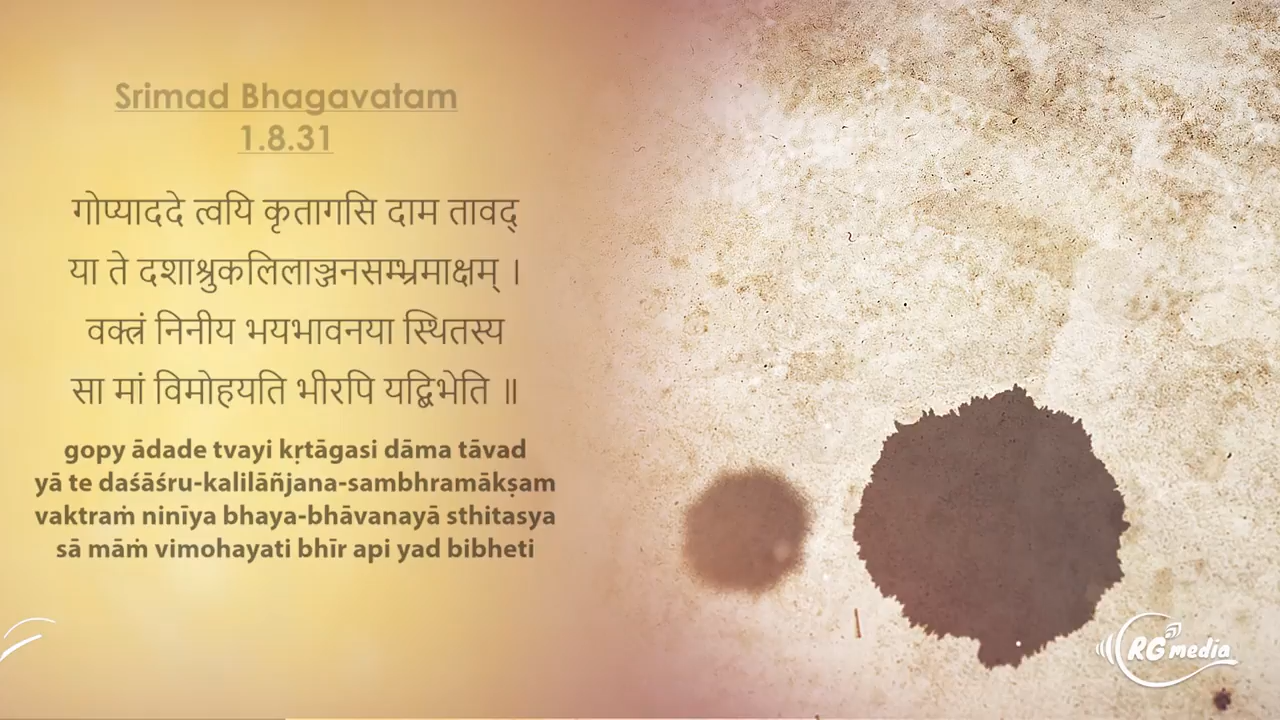 Srimad Bhagavatam
1.8.31
गोप्याददे त्वयि कृतागसि दाम तावद्
या ते दशाश्रुकलिलाञ्जनसम्भ्रमाक्षम् ।
वक्त्रं निनीय भयभावनया स्थितस्य
सा मां विमोहयति भीरपि यद्बिभेति ॥
gopy ādade tvayi kṛtāgasi dāma tāvad
yā te daśāśru-kalilāñjana-sambhramākṣam
vaktraṁ ninīya bhaya-bhāvanayā sthitasya
sā māṁ vimohayati bhīr api yad bibheti
RG media